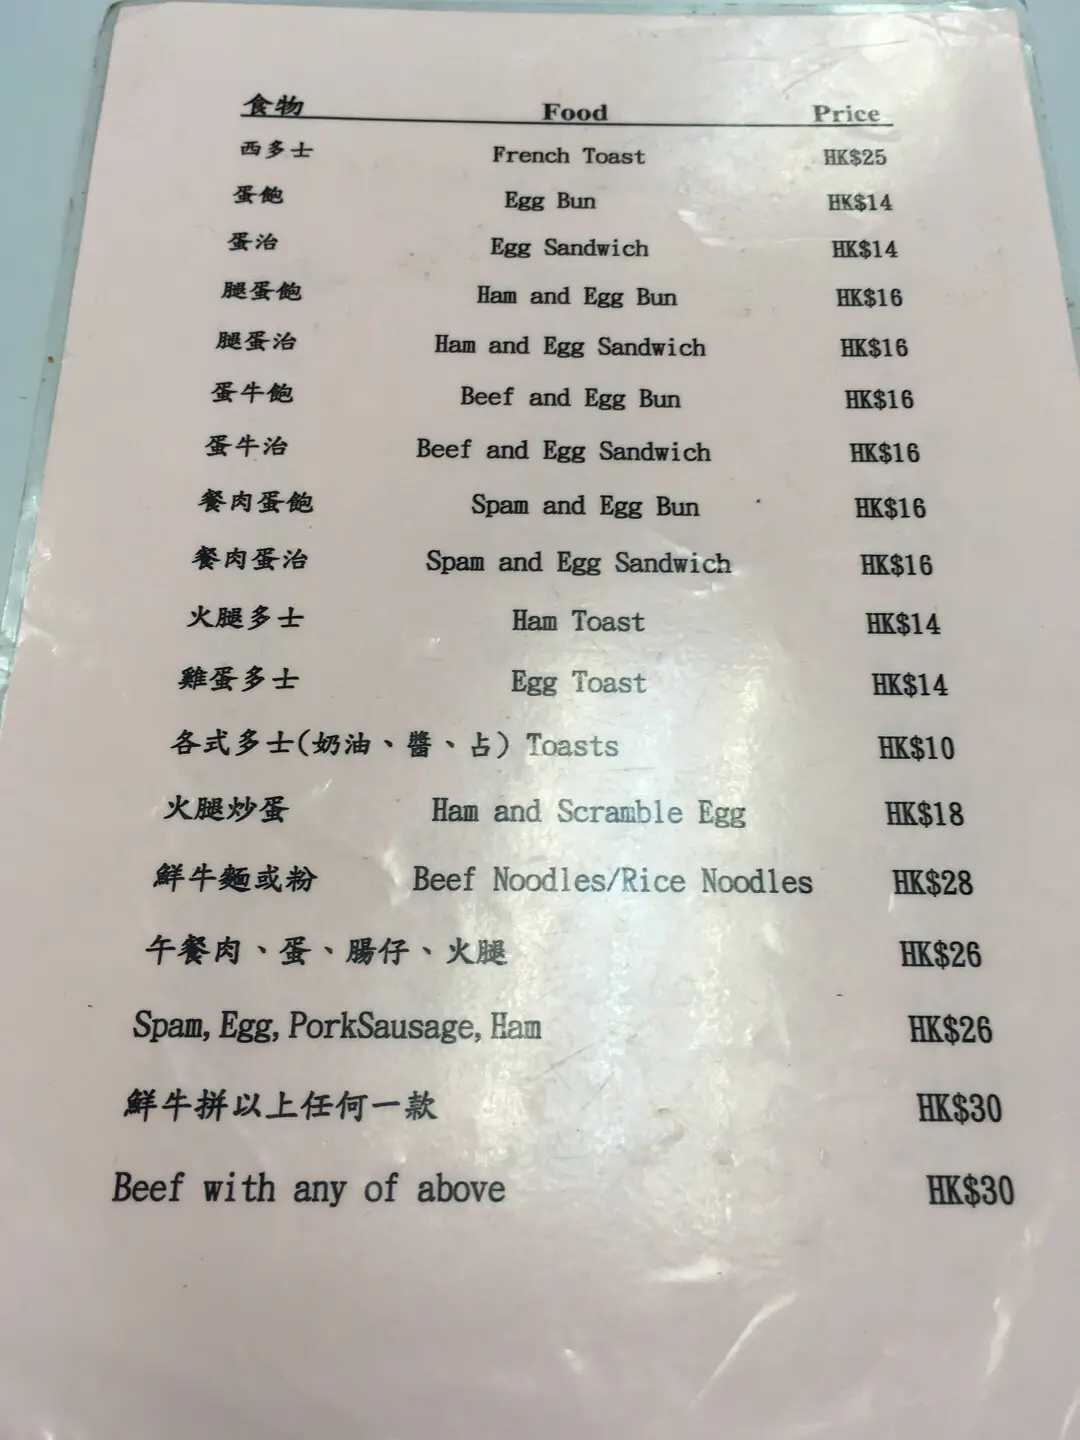 食物 Food Price
西多士 French Toast HK$25
蛋飽 Egg Bun HK$14
蛋治 Egg Sandwich HK$14
腿蛋飽 Ham and Egg Bun HK$16
腿蛋治 Ham and Egg Sandwich HK$16
蛋牛飽 Beef and Egg Bun HK$16
蛋牛治 Beef and Egg Sandwich HK$16
餐肉蛋飽 Spam and Egg Bun HK$16
餐肉蛋治 Spam and Egg Sandwich HK$16
火腿多士 Ham Toast HK$14
雞蛋多士 Egg Toast HK$14
各式多士(奶油、醬、占) Toasts HK$10
火腿炒蛋 Ham and Scramble Egg HK$18
鮮牛麵或粉 Beef Noodles/Rice Noodles HK$28
午餐肉、蛋、腸仔、火腿 HK$26
Spam, Egg, PorkSausage, Ham HK$26
鮮牛拼以上任何一款 HK$30
Beef with any of above HK$30